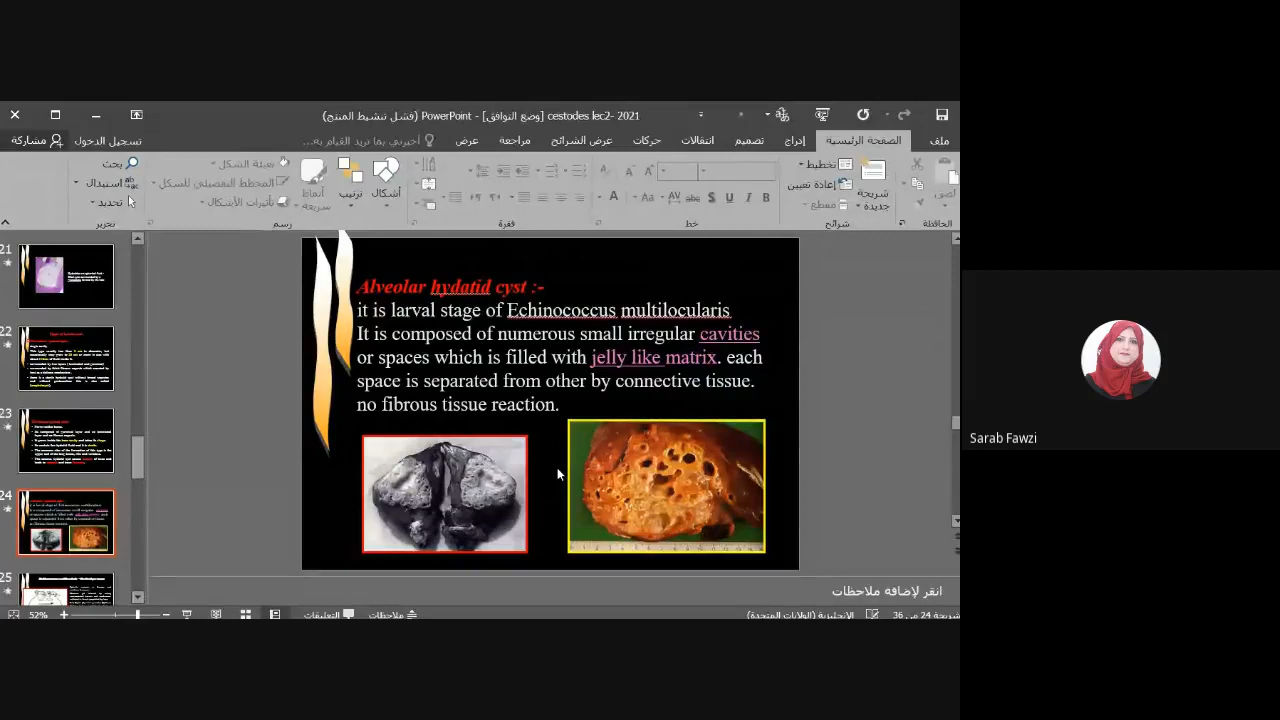 cestodes lec2- 2021 [وضع التوافق] - PowerPoint (فشل تنشيط المنتج)
ملف
الصفحة الرئيسية
إدراج
تصميم
انتقالات
حركات
عرض الشرائح
مراجعة
عرض
أخبرني بما تريد القيام به...
تسجيل الدخول
مشاركة
شريحة
جديدة
تخطيط
إعادة تعيين
مقطع
أشكال
ترتيب
أنماط
سريعة
تعبئة الشكل
المخطط التفصيلي للشكل
تأثيرات الأشكال
بحث
استبدال
تحديد
الحافظة
شرائح
خط
فقرة
رسم
تحرير
21
22
23
24
25
Alveolar hydatid cyst :-
it is larval stage of Echinococcus multilocularis
It is composed of numerous small irregular cavities
or spaces which is filled with jelly like matrix. each
space is separated from other by connective tissue.
no fibrous tissue reaction.
انقر لإضافة ملاحظات
شريحة 24 من 36
الإنجليزية (الولايات المتحدة)
ملاحظات
التعليقات
52%
Sarab Fawzi